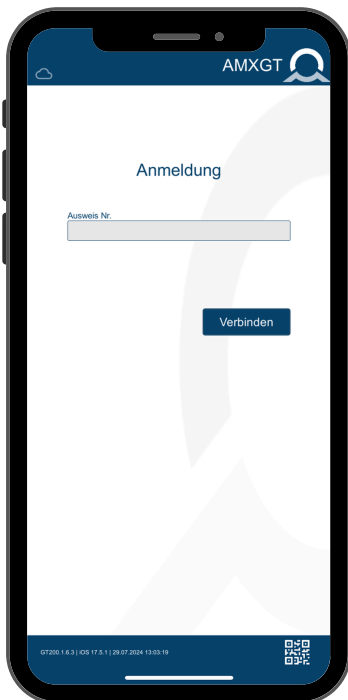 AMXGT
Anmeldung
Ausweis Nr.
Verbinden
GT200.1.6.3 | iOS 17.5.1 | 29.07.2024 13:03:19